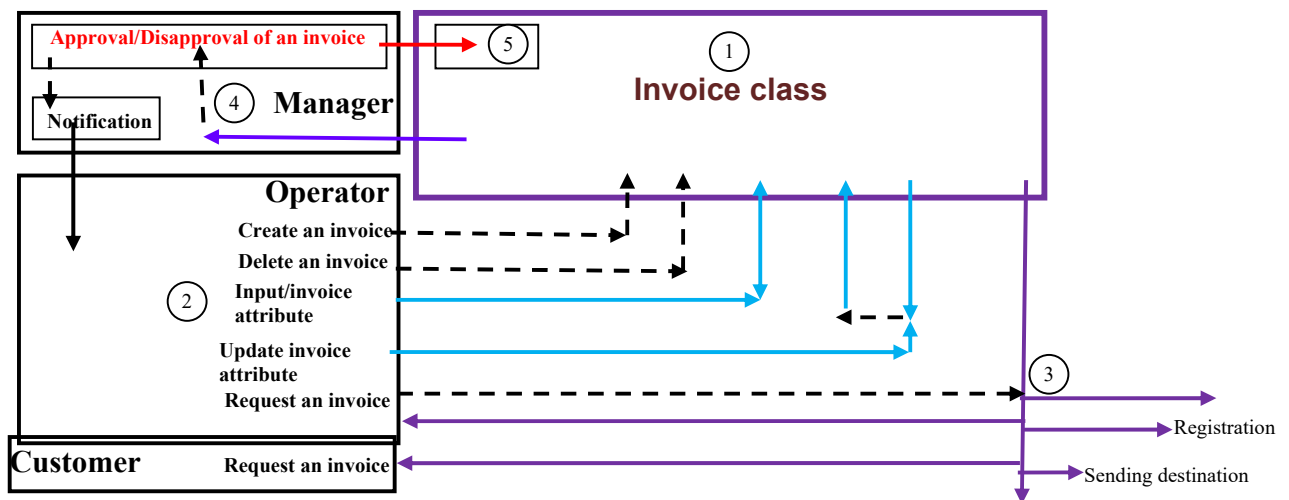 Approval/Disapproval of an invoice
5
1
Invoice class
4
Manager
Notification
Operator
Create an invoice
Delete an invoice
2
Input/invoice
attribute
Update invoice
attribute
3
Request an invoice
Registration
Customer
Request an invoice
Sending destination